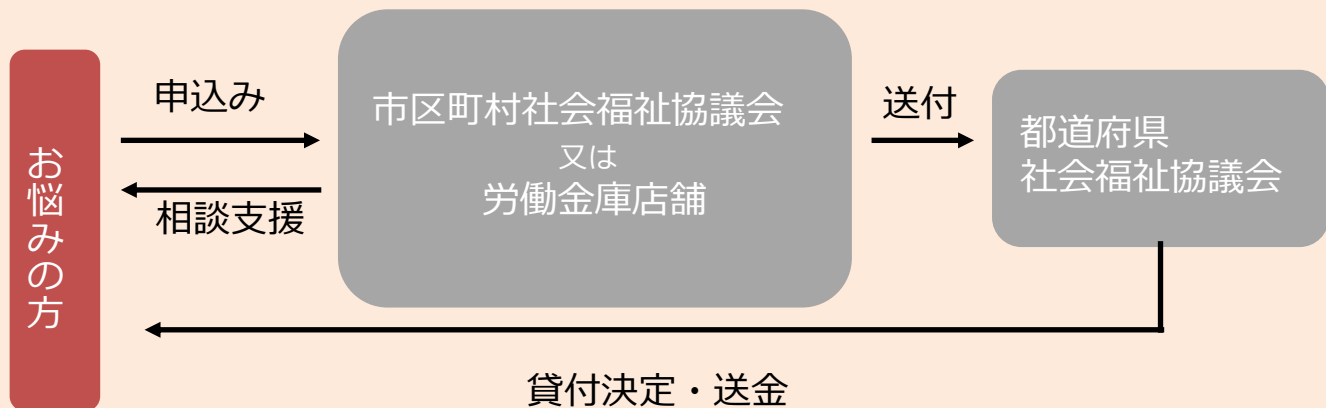 お悩みの方
申込み
相談支援
市区町村社会福祉協議会
又は
労働金庫店舗
送付
都道府県
社会福祉協議会
貸付決定・送金